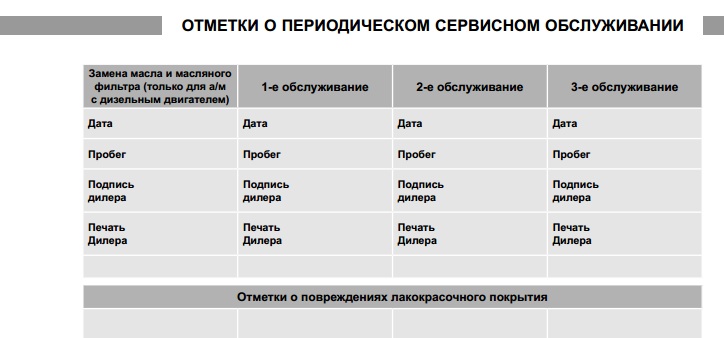 ОТМЕТКИ О ПЕРИОДИЧЕСКОМ СЕРВИСНОМ ОБСЛУЖИВАНИИ
Замена масла и масляного
фильтра (только для а/м
с дизельным двигателем)
1-е обслуживание
2-е обслуживание
3-е обслуживание
Дата Дата Дата Дата
Пробег Пробег Пробег Пробег
Подпись Подпись Подпись Подпись
дилера дилера дилера дилера
Печать Печать Печать Печать
Дилера Дилера Дилера Дилера
Отметки о повреждениях лакокрасочного покрытия